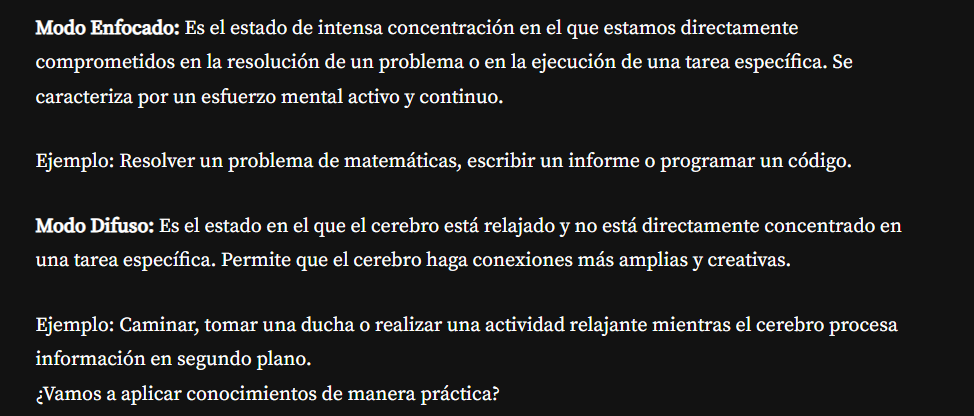 Modo Enfocado: Es el estado de intensa concentración en el que estamos directamente
comprometidos en la resolución de un problema o en la ejecución de una tarea específica. Se
caracteriza por un esfuerzo mental activo y continuo.
Ejemplo: Resolver un problema de matemáticas, escribir un informe o programar un código.
Modo Difuso: Es el estado en el que el cerebro está relajado y no está directamente concentrado en
una tarea específica. Permite que el cerebro haga conexiones más amplias y creativas.
Ejemplo: Caminar, tomar una ducha o realizar una actividad relajante mientras el cerebro procesa
información en segundo plano.
¿Vamos a aplicar conocimientos de manera práctica?